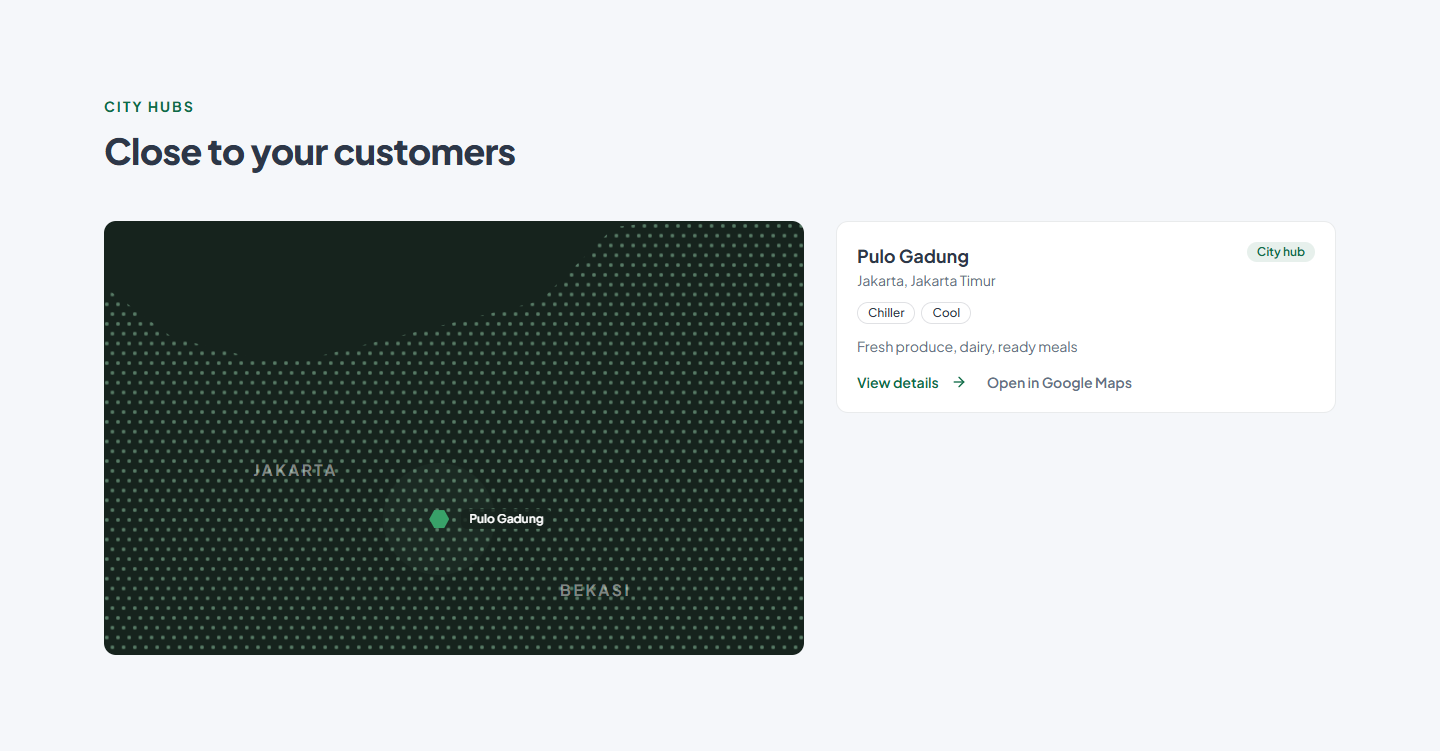 CITY HUBS
Close to your customers
JAKARTA
Pulo Gadung
BEKASI
Pulo Gadung
City hub
Jakarta, Jakarta Timur
Chiller
Cool
Fresh produce, dairy, ready meals
View details → Open in Google Maps